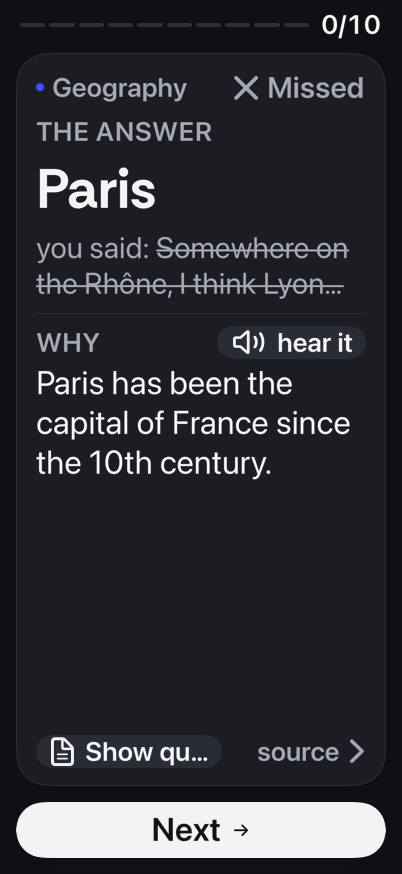 0/10
Geography
Missed
THE ANSWER
Paris
you said: Somewhere on
the Rhône, I think Lyon...
WHY
hear it
Paris has been the
capital of France since
the 10th century.
Show qu...
source
Next →